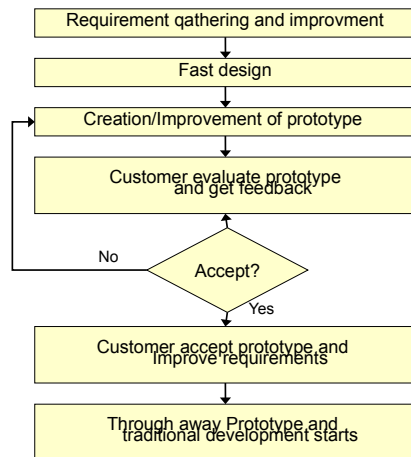 Requirement qathering and improvment
Fast design
Creation/Improvement of prototype
Customer evaluate prototype
and get feedback
No
Accept?
Yes
Customer accept prototype and
Improve requirements
Through away Prototype and
traditional development starts